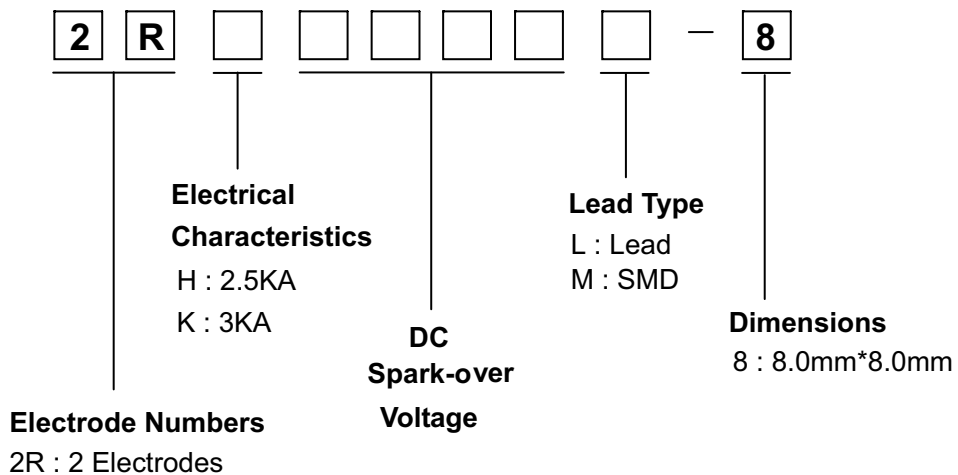 2 R – 8
Electrical
Characteristics
H : 2.5KA
K : 3KA
Lead Type
L : Lead
M : SMD
DC
Spark-over
Voltage
Dimensions
8 : 8.0mm*8.0mm
Electrode Numbers
2R : 2 Electrodes